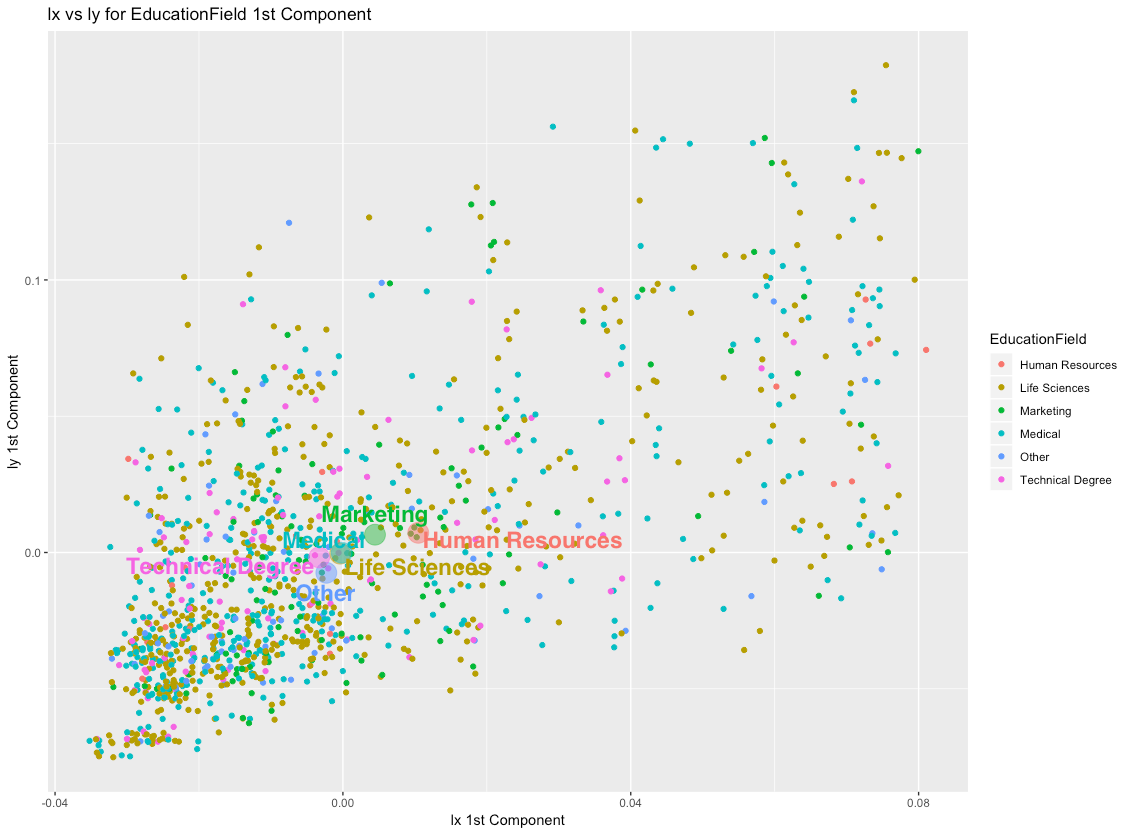 lx vs ly for EducationField 1st Component
ly 1st Component
0.1
0.0
-0.04
0.00
0.04
0.08
lx 1st Component
Marketing
Medical
Human Resources
Technical Degree
Life Sciences
Other
EducationField
Human Resources
Life Sciences
Marketing
Medical
Other
Technical Degree